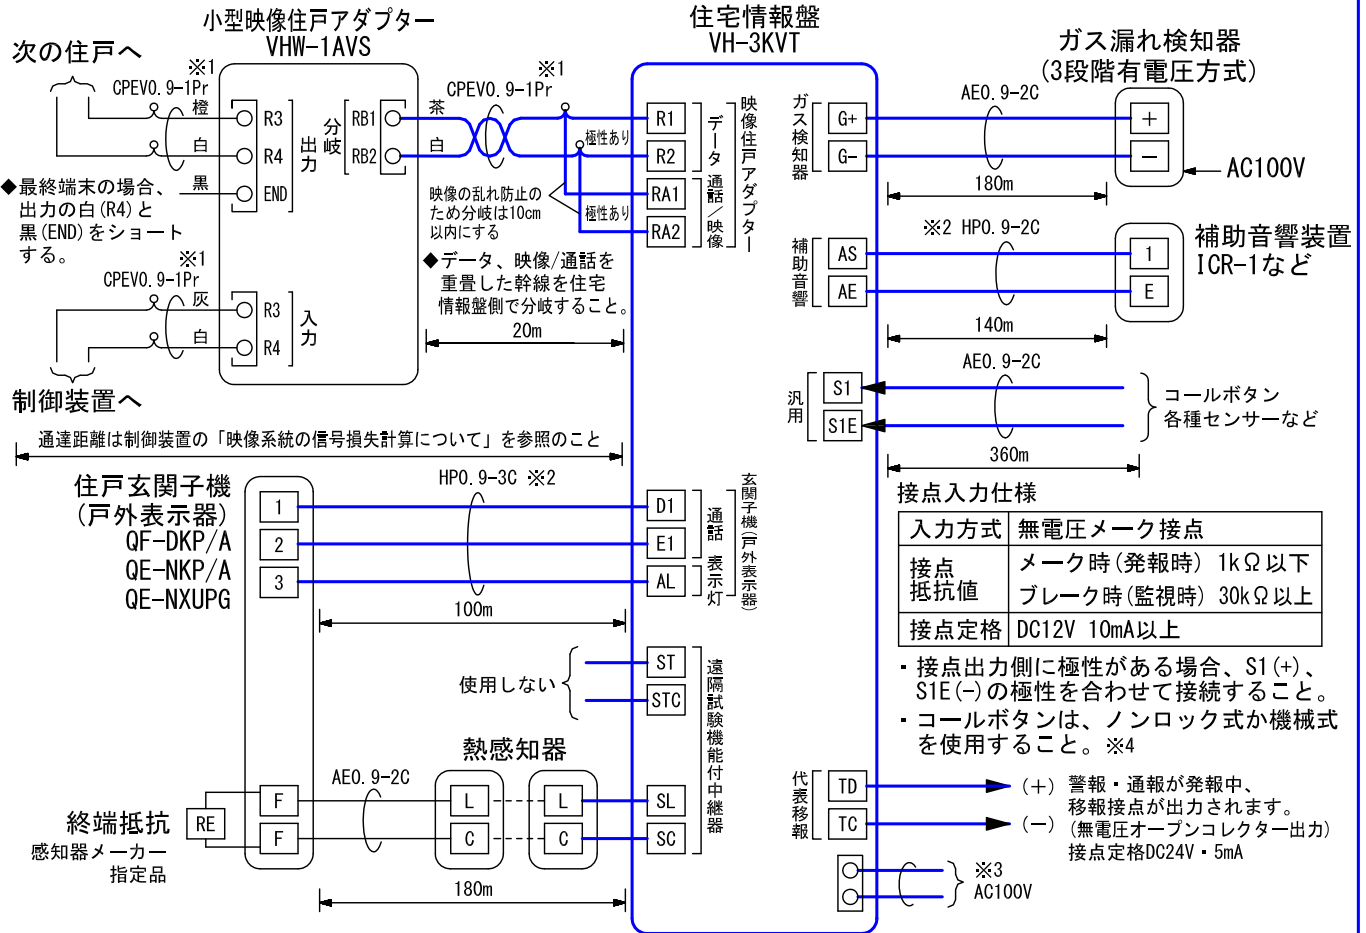 小型映像住戸アダプター
VHW-1AVS
次の住戸へ
※1
CPEV0.9-1Pr
橙
白
黒
R3
R4
END
出力
分岐
RB1
RB2
◆最終端末の場合、
出力の白(R4)と
黒(END)をショート
する。
※1
CPEV0.9-1Pr
灰
白
R3
R4
入力
制御装置へ
※1
CPEV0.9-1Pr
茶
白
極性あり
極性あり
映像の乱れ防止の
ため分岐は10cm
以内にする
◆データ、映像/通話を
重畳した幹線を住宅
情報盤側で分岐すること。
20m
通達距離は制御装置の「映像系統の信号損失計算について」を参照のこと
住宅情報盤
VH-3KVT
R1
R2
RA1
RA2
データ
通話/映像
映像住戸アダプター
住戸玄関子機
(戸外表示器)
QF-DKP/A
QE-NKP/A
QE-NXUPG
1
2
3
HP0.9-3C ※2
100m
D1
E1
AL
通話
表示灯
玄関子機(戸外表示器)
使用しない
ST
STC
SL
SC
遠隔試験機能付中継器
熱感知器
AE0.9-2C
F
F
L
C
L
C
RE
終端抵抗
感知器メーカー
指定品
180m
ガス漏れ検知器
(3段階有電圧方式)
ガス検知器
G+
G-
AE0.9-2C
+
−
AC100V
180m
補助音響
AS
AE
※2 HP0.9-2C
1
E
補助音響装置
ICR-1など
140m
汎用
S1
S1E
AE0.9-2C
コールボタン
各種センサーなど
360m
接点入力仕様
入力方式 無電圧メーク接点
接点
抵抗値
メーク時(発報時) 1kΩ以下
ブレーク時(監視時) 30kΩ以上
接点定格 DC12V 10mA以上
・接点出力側に極性がある場合、S1(+)、
S1E(-)の極性を合わせて接続すること。
・コールボタンは、ノンロック式か機械式
を使用すること。※4
代表移報
TD
TC
(+)
(−)
警報・通報が発報中、
移報接点が出力されます。
(無電圧オープンコレクター出力)
接点定格DC24V・5mA
※3
AC100V